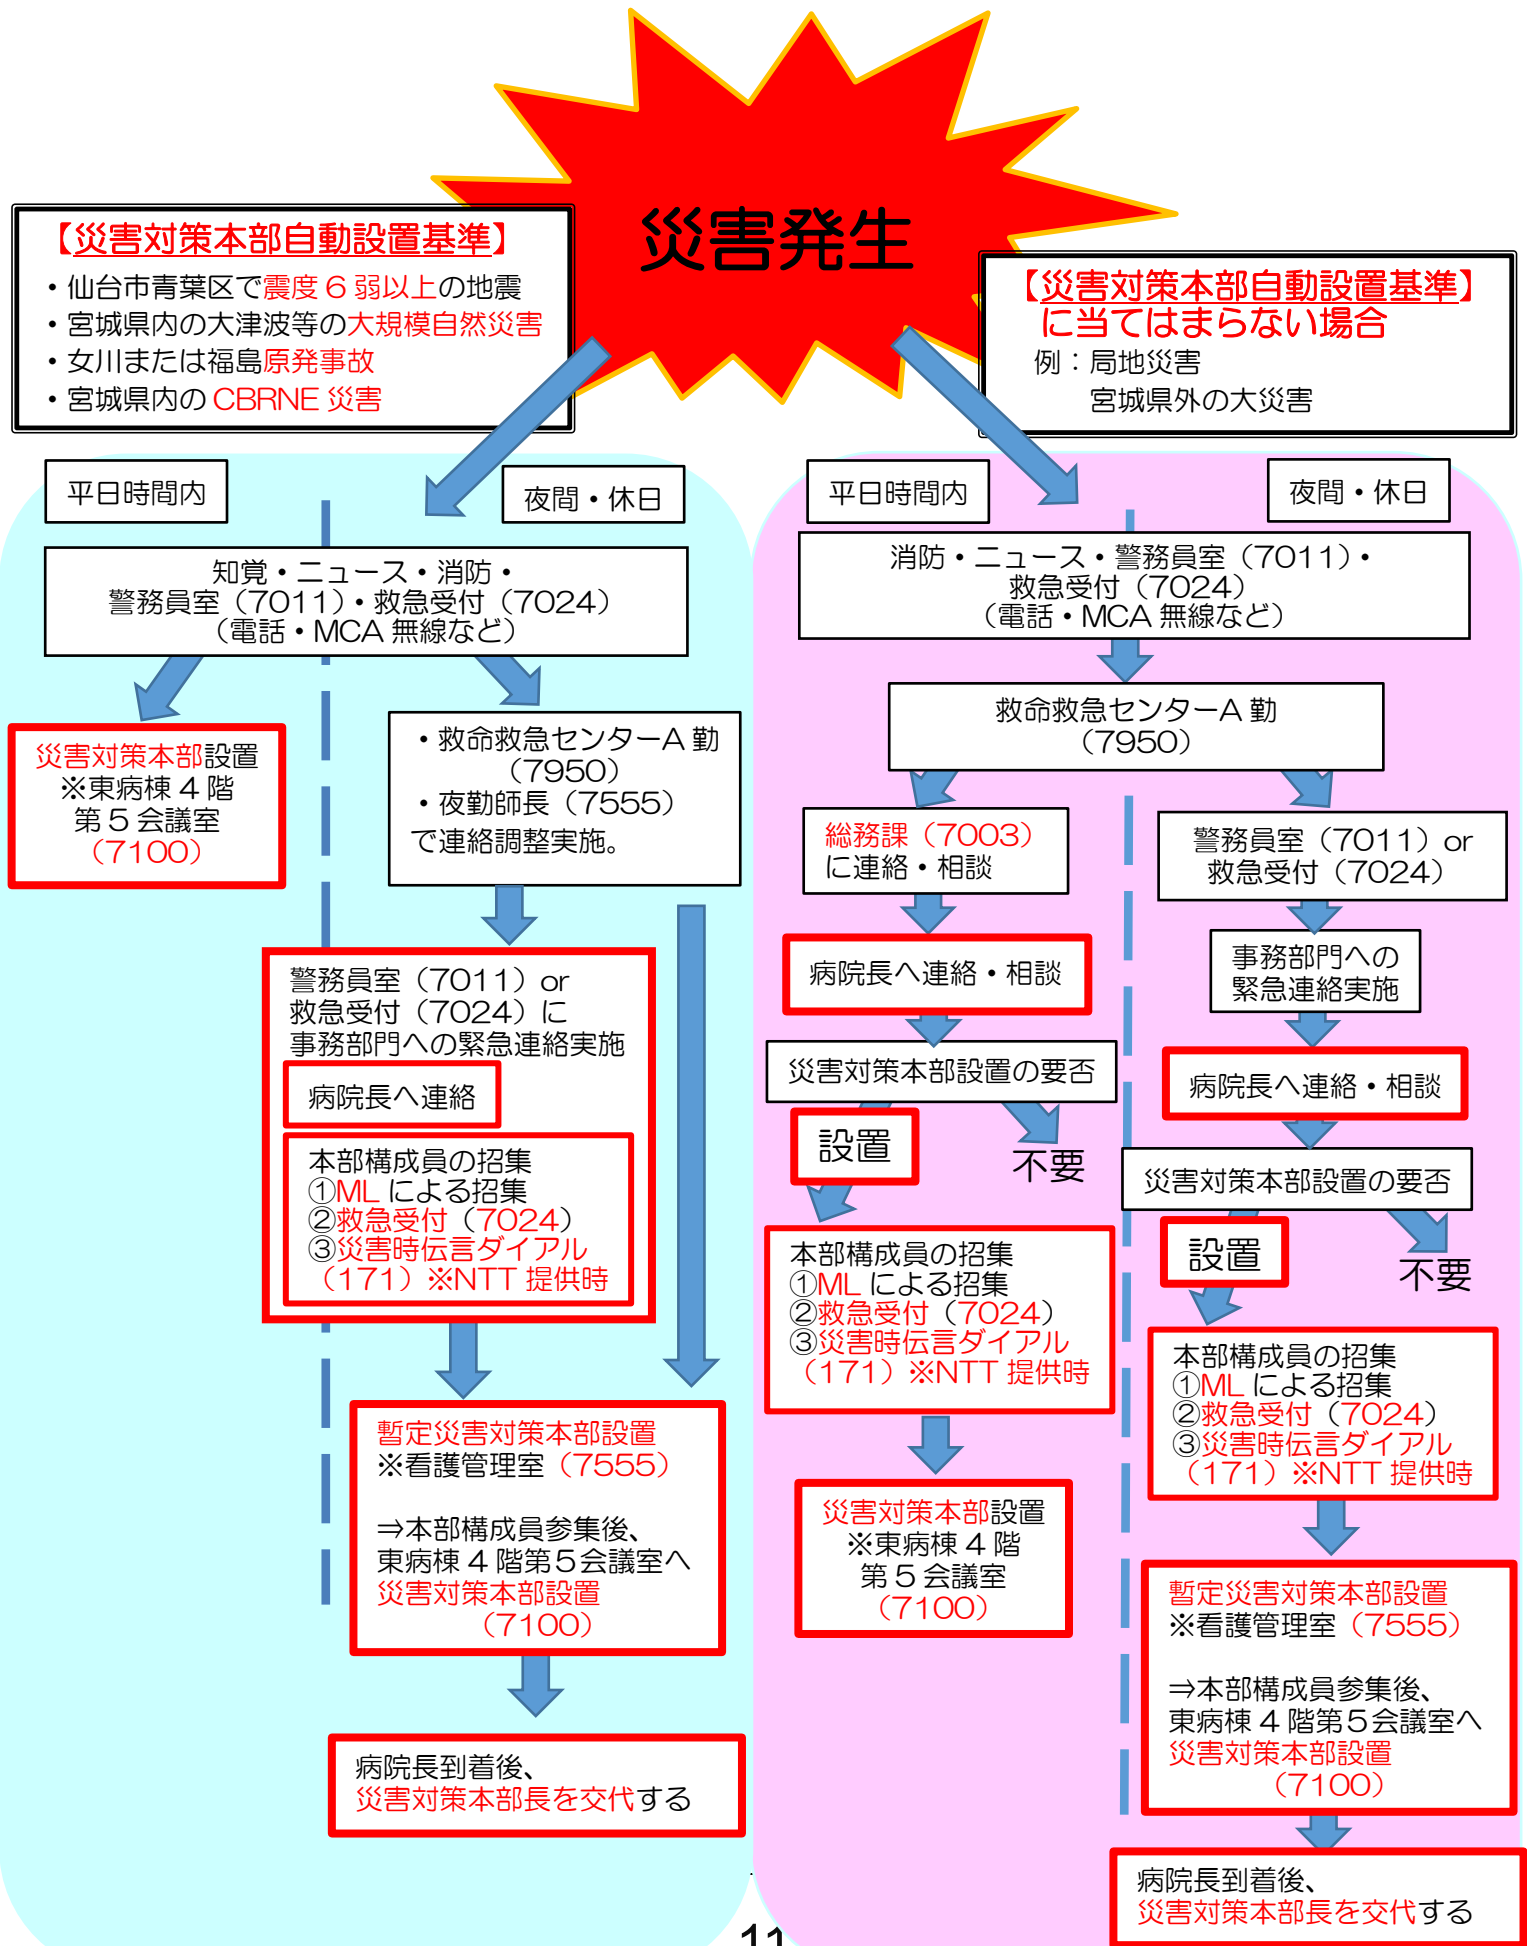 災害発生
【災害対策本部自動設置基準】
・仙台市青葉区で震度６弱以上の地震
・宮城県内の大津波等の大規模自然災害
・女川または福島原発事故
・宮城県内の CBRNE 災害
【災害対策本部自動設置基準】
に当てはまらない場合
例：局地災害
宮城県外の大災害
平日時間内
夜間・休日
知覚・ニュース・消防・
警務員室（7011）・救急受付（7024）
（電話・MCA 無線など）
災害対策本部設置
※東病棟４階
第５会議室
（7100）
・救命救急センターA 勤
（7950）
・夜勤師長（7555）
で連絡調整実施。
警務員室（7011）or
救急受付（7024）に
事務部門への緊急連絡実施
病院長へ連絡
本部構成員の招集
①ML による招集
②救急受付（7024）
③災害時伝言ダイアル
（171）※NTT 提供時
暫定災害対策本部設置
※看護管理室（7555）
⇒本部構成員参集後、
東病棟４階第５会議室へ
災害対策本部設置
（7100）
病院長到着後、
災害対策本部長を交代する
平日時間内
夜間・休日
消防・ニュース・警務員室（7011）・
救急受付（7024）
（電話・MCA 無線など）
救命救急センターA 勤
（7950）
総務課（7003）
に連絡・相談
病院長へ連絡・相談
災害対策本部設置の要否
設置
不要
本部構成員の招集
①ML による招集
②救急受付（7024）
③災害時伝言ダイアル
（171）※NTT 提供時
災害対策本部設置
※東病棟４階
第５会議室
（7100）
警務員室（7011）or
救急受付（7024）
事務部門への
緊急連絡実施
病院長へ連絡・相談
災害対策本部設置の要否
設置
不要
本部構成員の招集
①ML による招集
②救急受付（7024）
③災害時伝言ダイアル
（171）※NTT 提供時
暫定災害対策本部設置
※看護管理室（7555）
⇒本部構成員参集後、
東病棟４階第５会議室へ
災害対策本部設置
（7100）
病院長到着後、
災害対策本部長を交代する
11